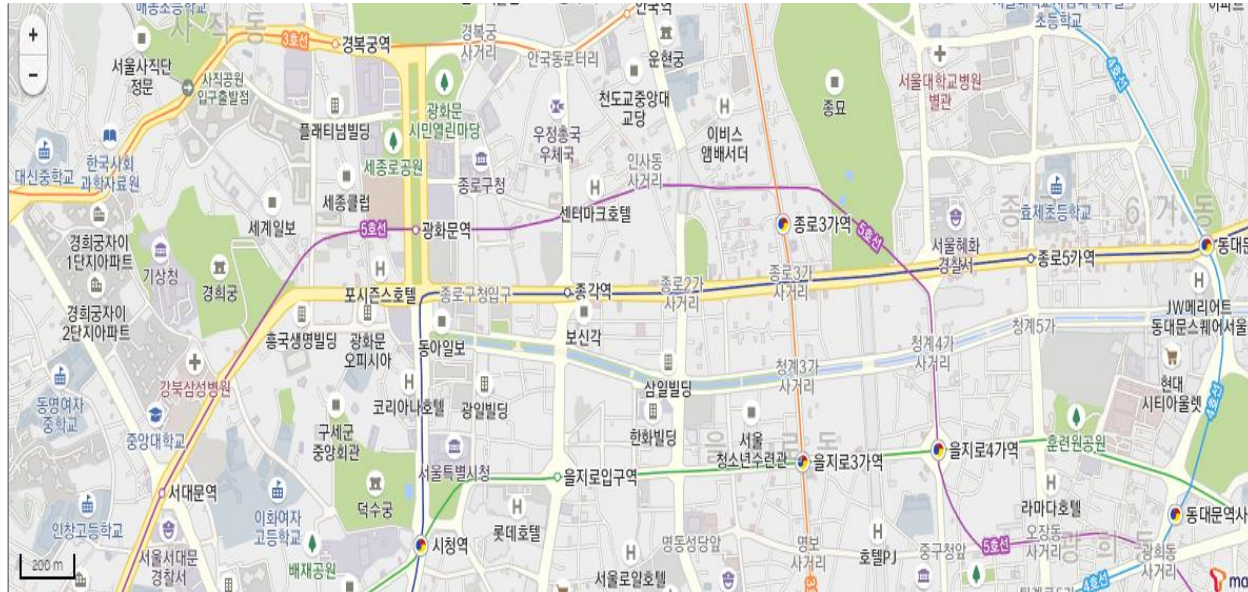 사직동
안국역
초등학교
+
−
3호선
경복궁역
경복궁
사거리
안국동로터리
운현궁
4호선
서울사직단
정문
사직공원
입구출발점
광화문
시민열린마당
플래티넘빌딩
세종로공원
우정총국
우체국
천도교중앙대
교당
이비스
앰배서더
종묘
서울대학교병원
별관
대신중학교
한국사회
과학자료원
종로구청
인사동
사거리
세종클럽
세계일보
센터마크호텔
효제초등학교
종로
6가동
경희궁자이
1단지아파트
기상청
경희궁
5호선
광화문역
종로3가역
5호선
서울혜화
경찰서
종로5가역
동대문
경희궁자이
2단지아파트
포시즌스호텔
종로구청입구
종각역
종로2가
사거리
종로3가
사거리
JW메리어트
동대문스퀘어서울
흥국생명빌딩
광화문
오피시아
동아일보
보신각
청계3가
사거리
청계4가
사거리
청계5가
강북삼성병원
코리아나호텔
광일빌딩
삼일빌딩
현대
시티아울렛
4호선
동명여자
중학교
중앙대학교
구세군
중앙회관
한화빌딩
을지로동
서울
청소년수련관
서울특별시청
을지로입구역
을지로3가역
을지로4가역
훈련원공원
서대문역
이화여자
고등학교
덕수궁
롯데호텔
라마다호텔
인창고등학교
서울서대문
경찰서
배재공원
시청역
서울로얄호텔
명동성당앞
명보
사거리
호텔PJ
중구청앞
5호선
오장동
사거리
광희동
동대문역사
광희동
사거리
4호선
200 m
T ma